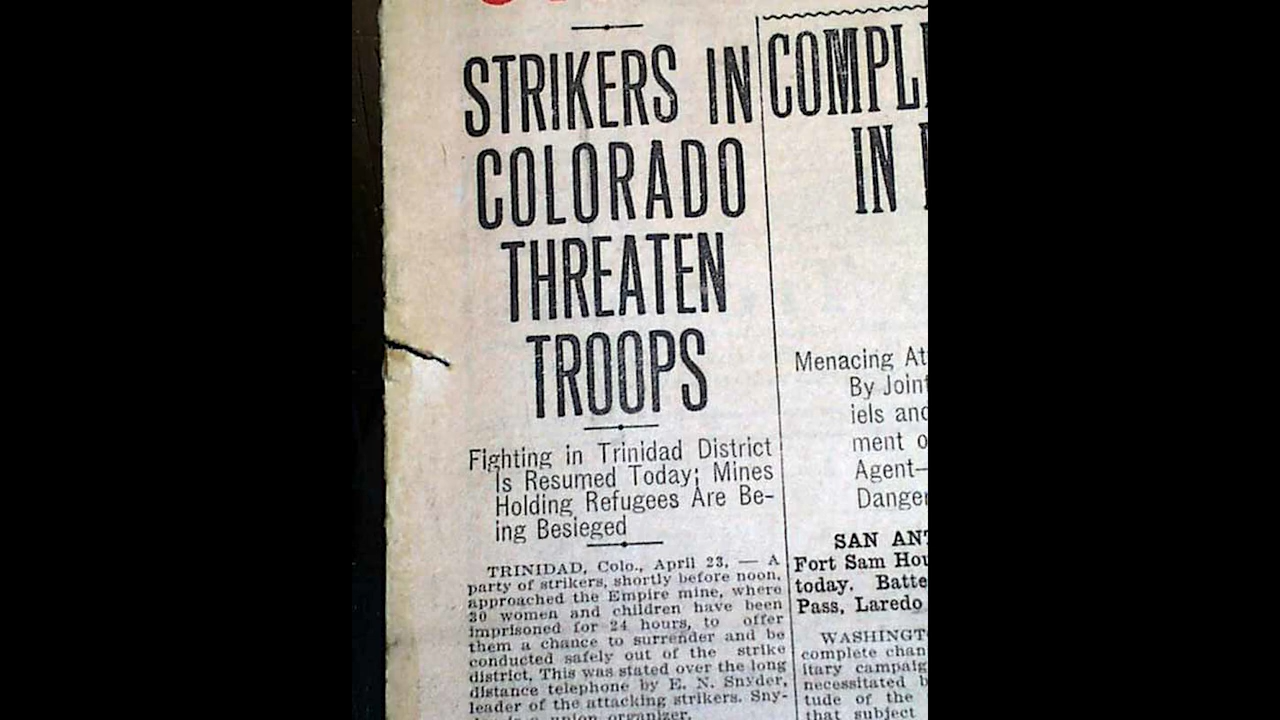 STRIKERS IN
COLORADO
THREATEN
TROOPS
Fighting in Trinidad District
Is Resumed Today; Mines
Holding Refugees Are Be-
ing Besieged
TRINIDAD, Colo., April 23, — A
party of strikers, shortly before noon,
approached the Empire mine, where
30 women and children have been
imprisoned for 24 hours, to offer
them a chance to surrender and be
conducted safely out of the strike
district. This was stated over the long
distance telephone by E. N. Snyder,
leader of the attacking strikers. Sny-
union organizer.
COMPL
IN
Menacing At
By Joint
iels and
ment o
Agent—
Danger
SAN ANT
Fort Sam Hou
today. Batte
Pass, Laredo
WASHINGT
complete chan
itary campaig
necessitated b
tude of the
that subject